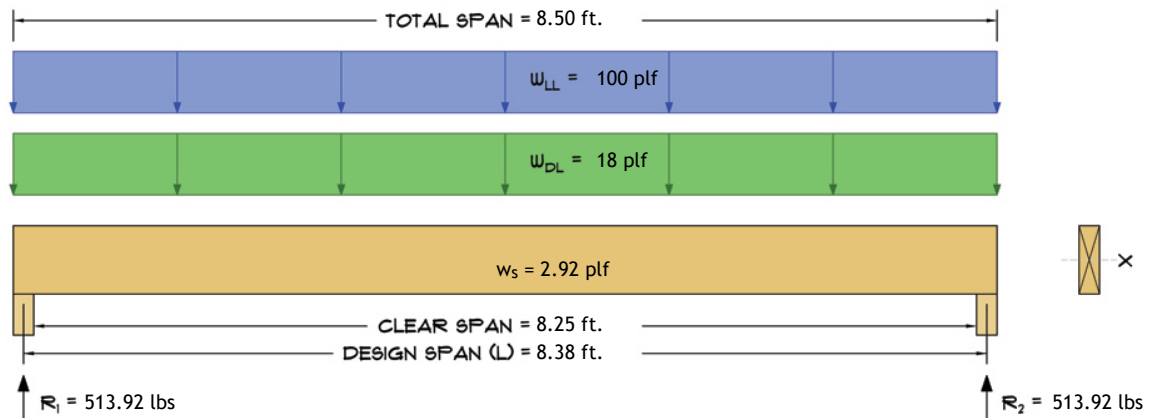 TOTAL SPAN = 8.50 ft.
WLL = 100 plf
WDL = 18 plf
ws = 2.92 plf
X
CLEAR SPAN = 8.25 ft.
DESIGN SPAN (L) = 8.38 ft.
R1 = 513.92 lbs
R2 = 513.92 lbs